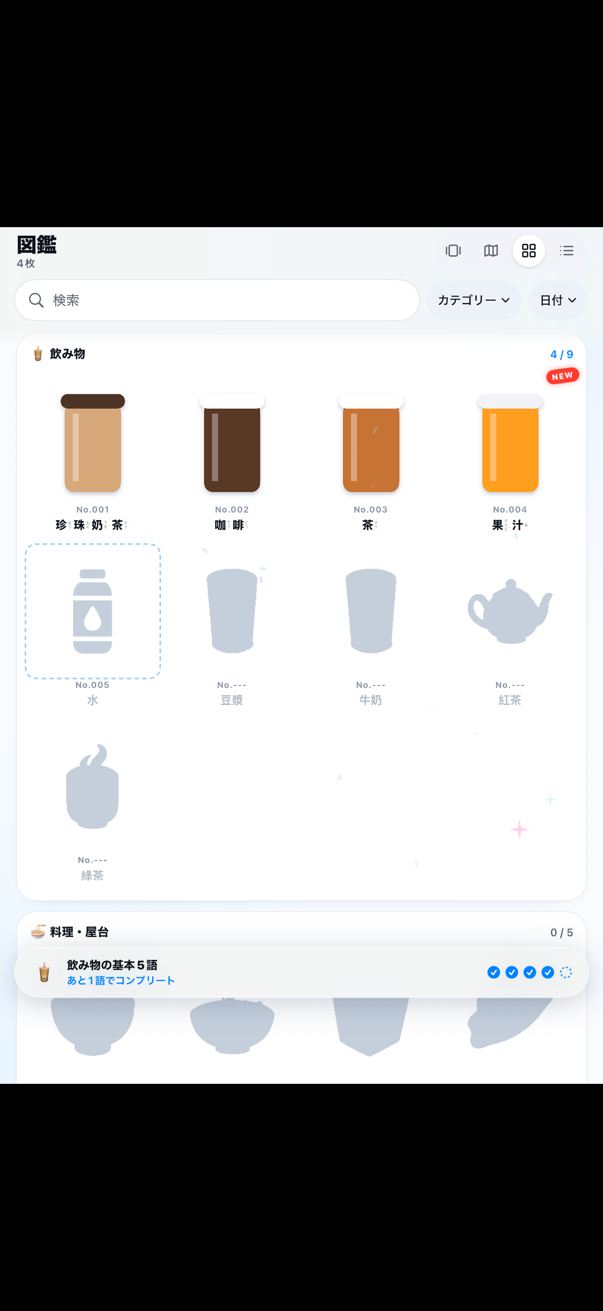 図鑑
4枚
検索
カテゴリー
日付
飲み物
4 / 9
NEW
No.001
No.002
No.003
No.004
珍珠奶茶
咖啡
茶
果汁
No.005
No.---
No.---
No.---
水
豆漿
牛奶
紅茶
No.---
綠茶
料理・屋台
0 / 5
飲み物の基本5語
あと1語でコンプリート